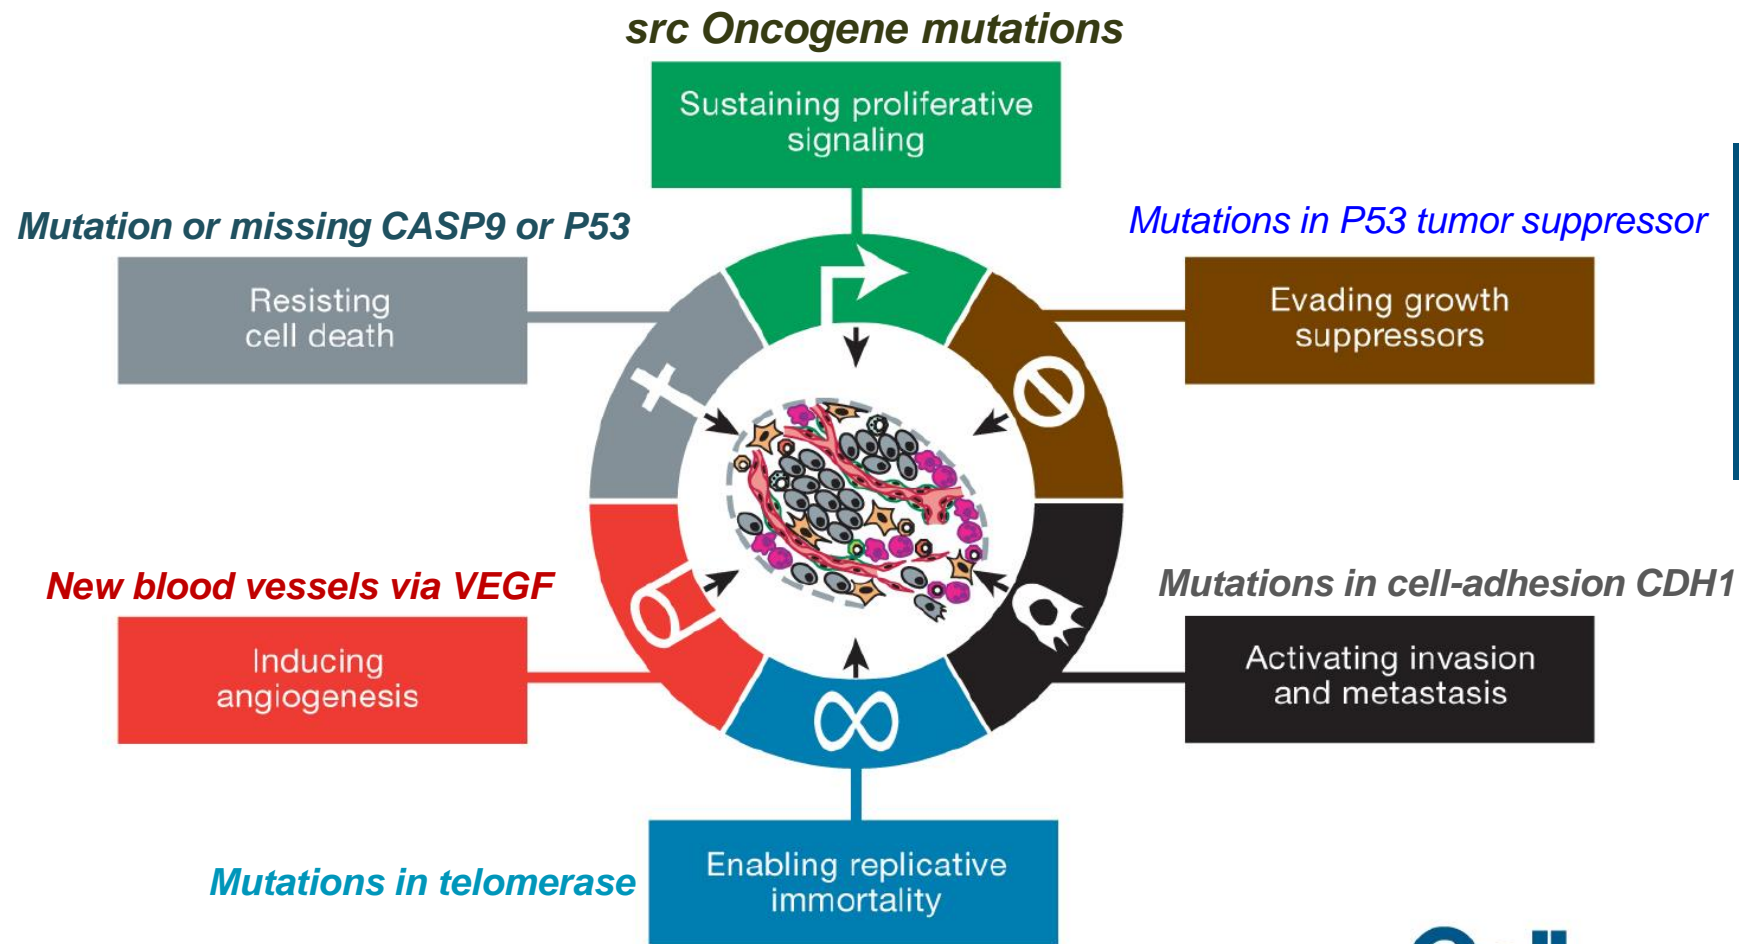 src Oncogene mutations
Sustaining proliferative
signaling
Mutation or missing CASP9 or P53
Resisting
cell death
Mutations in P53 tumor suppressor
Evading growth
suppressors
New blood vessels via VEGF
Inducing
angiogenesis
Mutations in cell-adhesion CDH1
Activating invasion
and metastasis
Mutations in telomerase
Enabling replicative
immortality